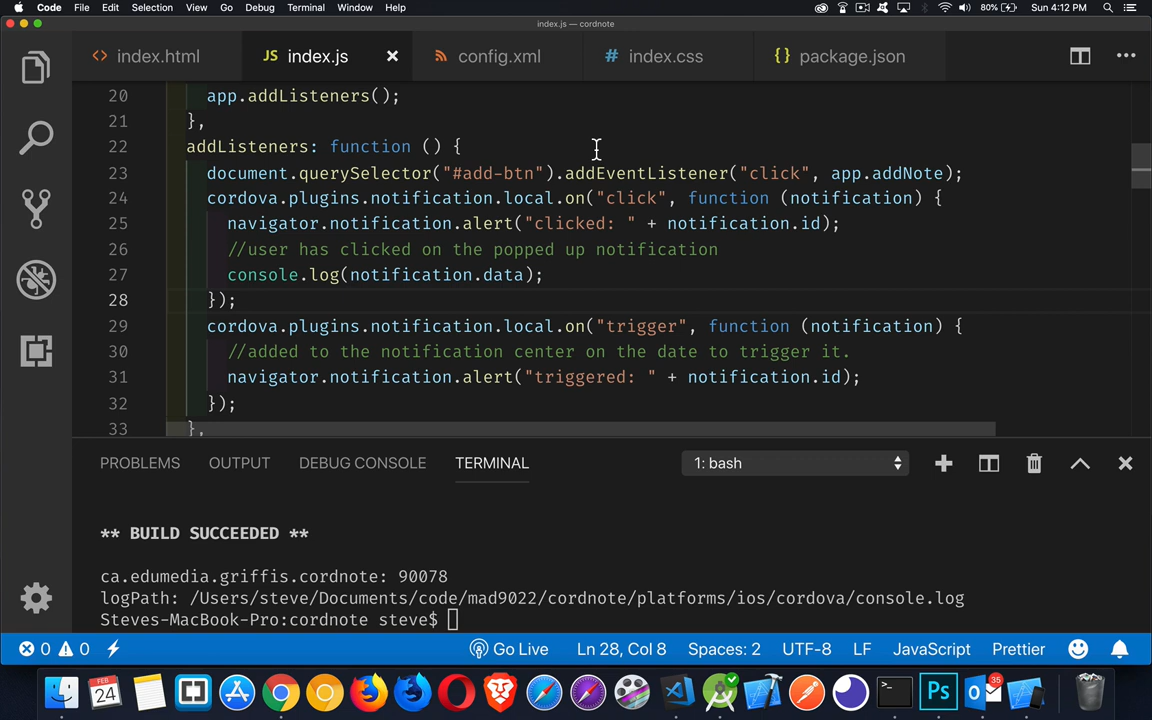 Code File Edit Selection View Go Debug Terminal Window Help 80% Sun 4:12 PM
index.js — cordnote
<> index.html JS index.js × config.xml # index.css {} package.json
20 app.addListeners();
21 },
22 addListeners: function () {
23 document.querySelector("#add-btn").addEventListener("click", app.addNote);
24 cordova.plugins.notification.local.on("click", function (notification) {
25 navigator.notification.alert("clicked: " + notification.id);
26 //user has clicked on the popped up notification
27 console.log(notification.data);
28 });
29 cordova.plugins.notification.local.on("trigger", function (notification) {
30 //added to the notification center on the date to trigger it.
31 navigator.notification.alert("triggered: " + notification.id);
32 });
33 },
PROBLEMS OUTPUT DEBUG CONSOLE TERMINAL 1: bash
** BUILD SUCCEEDED **
ca.edumedia.griffis.cordnote: 90078
logPath: /Users/steve/Documents/code/mad9022/cordnote/platforms/ios/cordova/console.log
Steves-MacBook-Pro:cordnote steve$
0 0 Go Live Ln 28, Col 8 Spaces: 2 UTF-8 LF JavaScript Prettier
FEB 24 >_ Ps 35